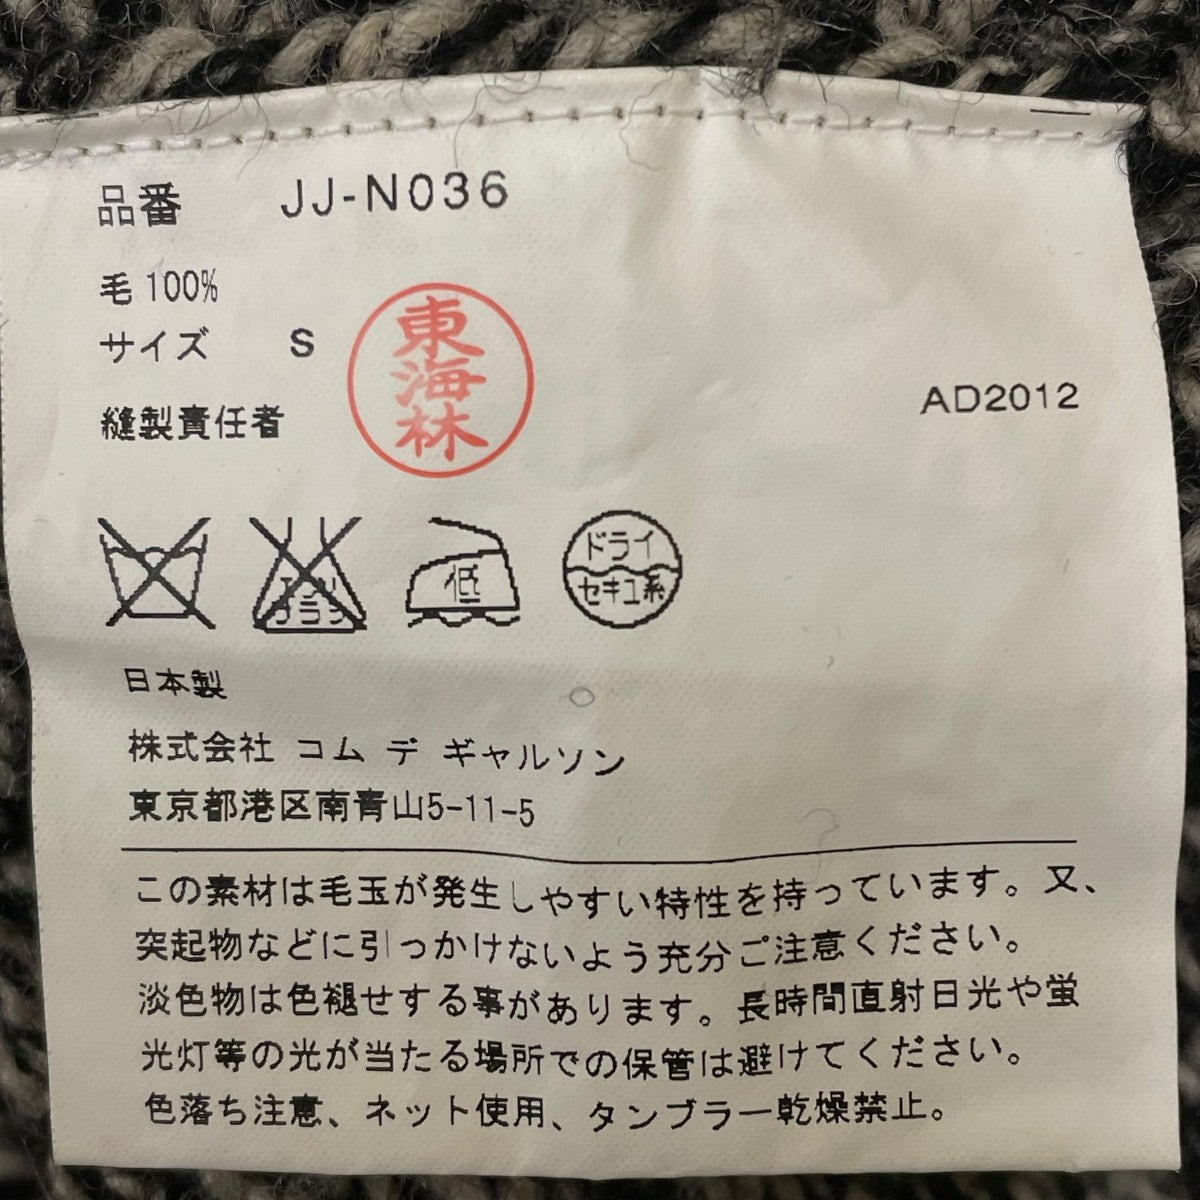 品番 JJ-N036
毛 100%
サイズ S
東海林
縫製責任者
AD2012
エンソ
フラン
低
ドライ
セキユ系
日本製
株式会社 コム デ ギャルソン
東京都港区南青山5-11-5
この素材は毛玉が発生しやすい特性を持っています。又、
突起物などに引っかけないよう充分ご注意ください。
淡色物は色褪せする事があります。長時間直射日光や蛍
光灯等の光が当たる場所での保管は避けてください。
色落ち注意、ネット使用、タンブラー乾燥禁止。